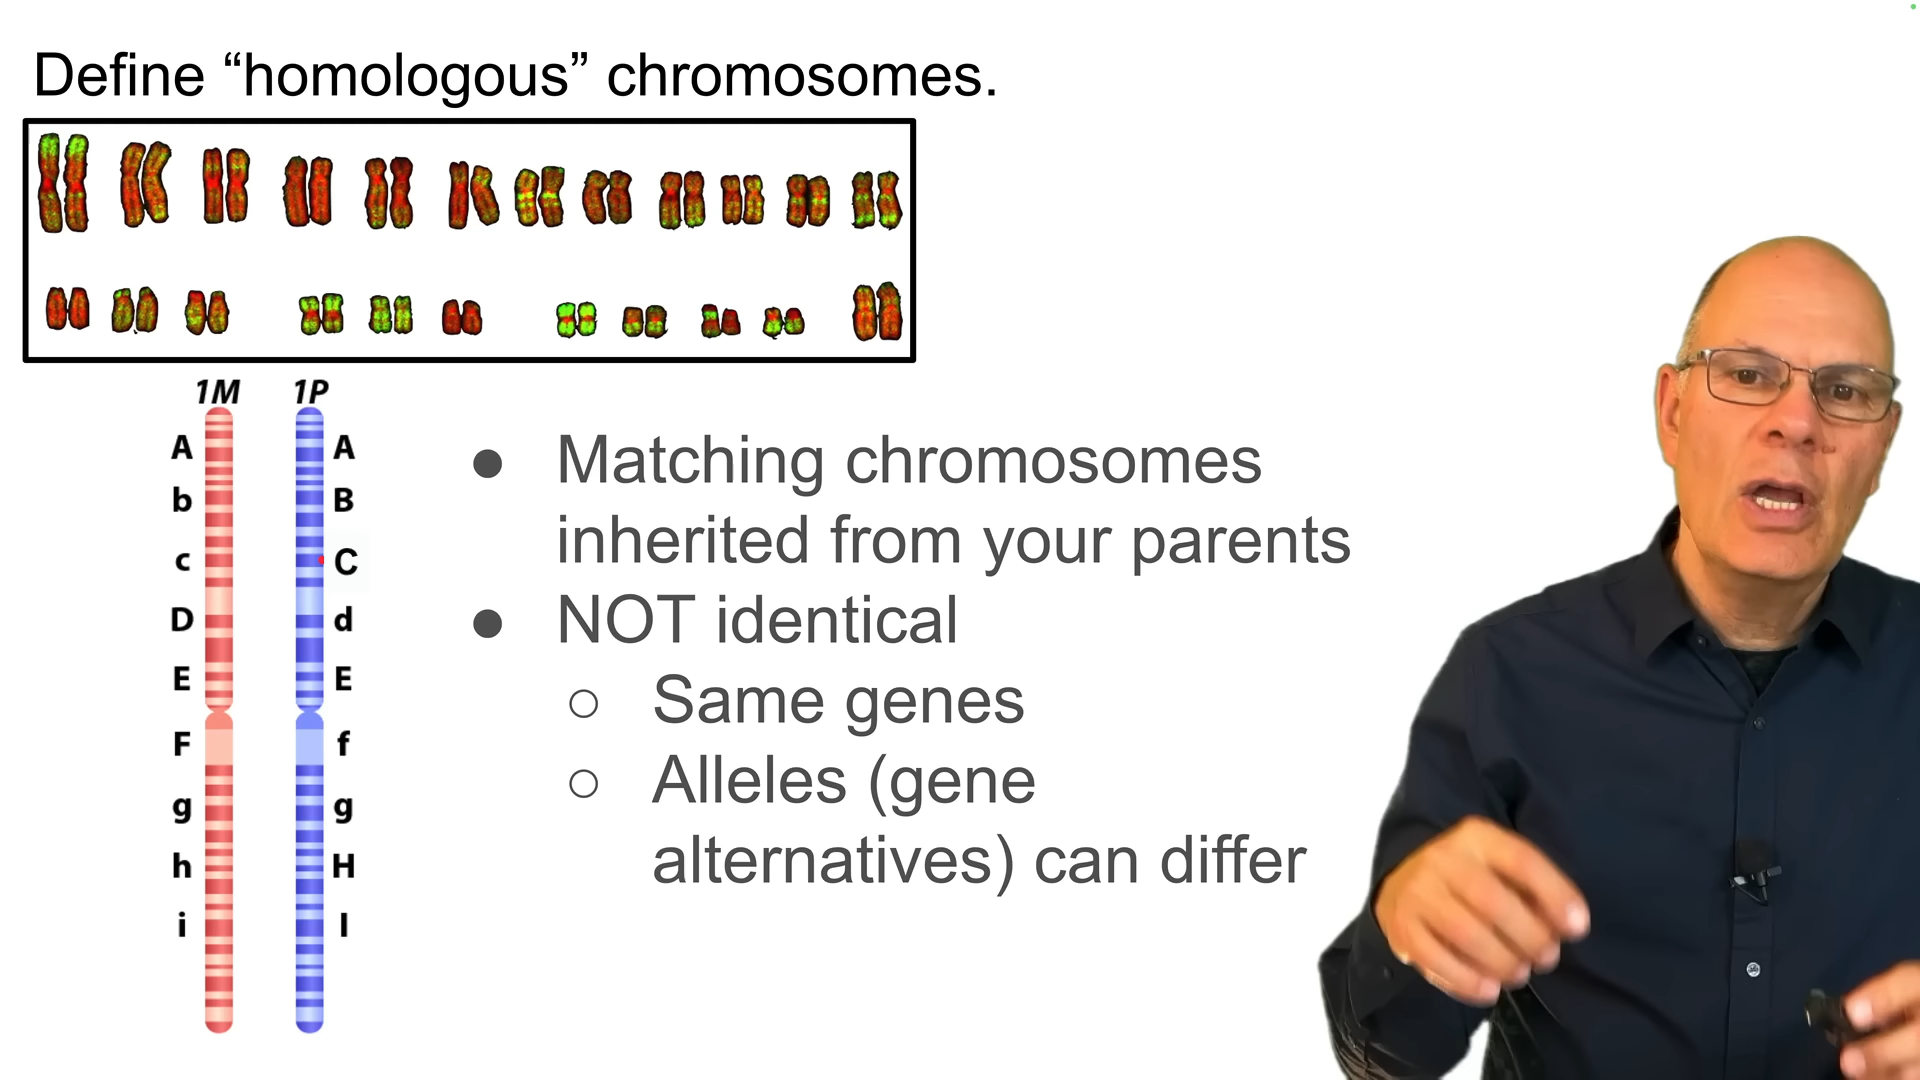 Define “homologous” chromosomes.
1M 1P
A A
b B
c C
D d
E E
F f
g g
h H
i I
● Matching chromosomes
inherited from your parents
● NOT identical
○ Same genes
○ Alleles (gene
alternatives) can differ